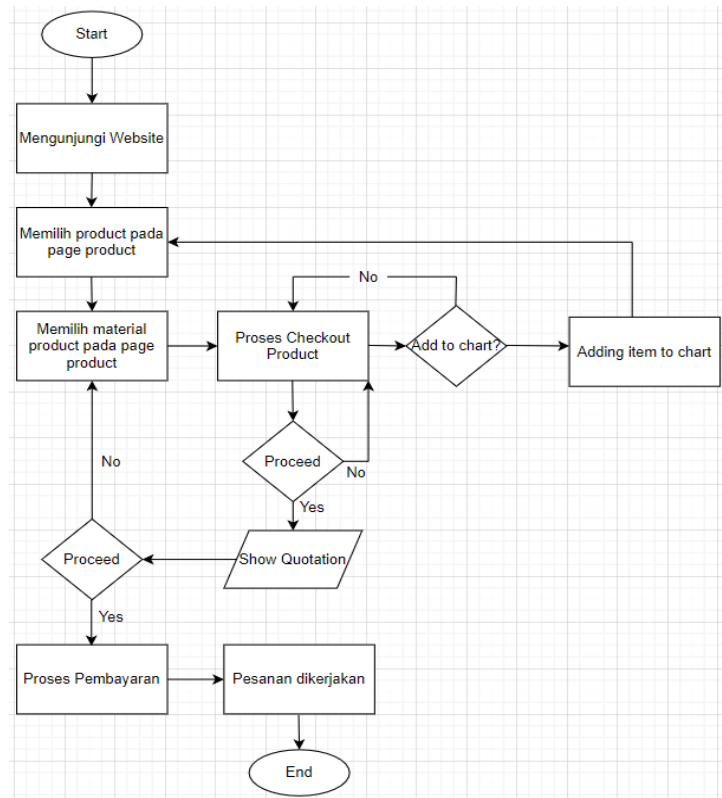 Start
Mengunjungi Website
Memilih product pada
page product
No
Memilih material
product pada page
product
Proses Checkout
Product
Add to chart?
Adding item to chart
No
Proceed
No
Yes
Proceed
Show Quotation
Yes
Proses Pembayaran
Pesanan dikerjakan
End